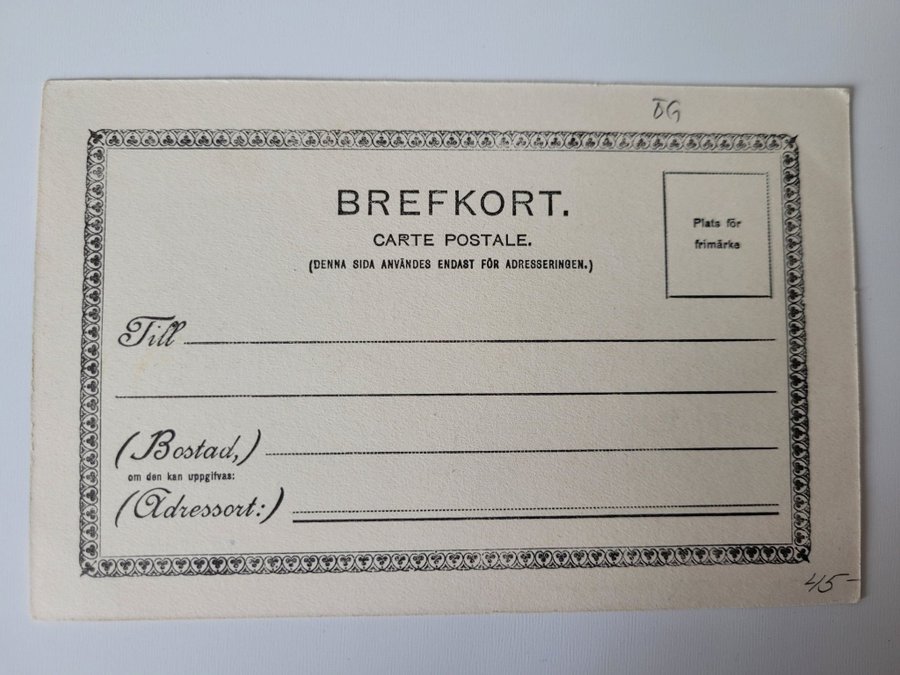 DG
BREFKORT.
CARTE POSTALE.
(DENNA SIDA ANVÄNDES ENDAST FÖR ADRESSERINGEN.)
Plats för
frimärke
Till
(Bostad,)
om den kan uppgifvas:
(Adressort:)
45-